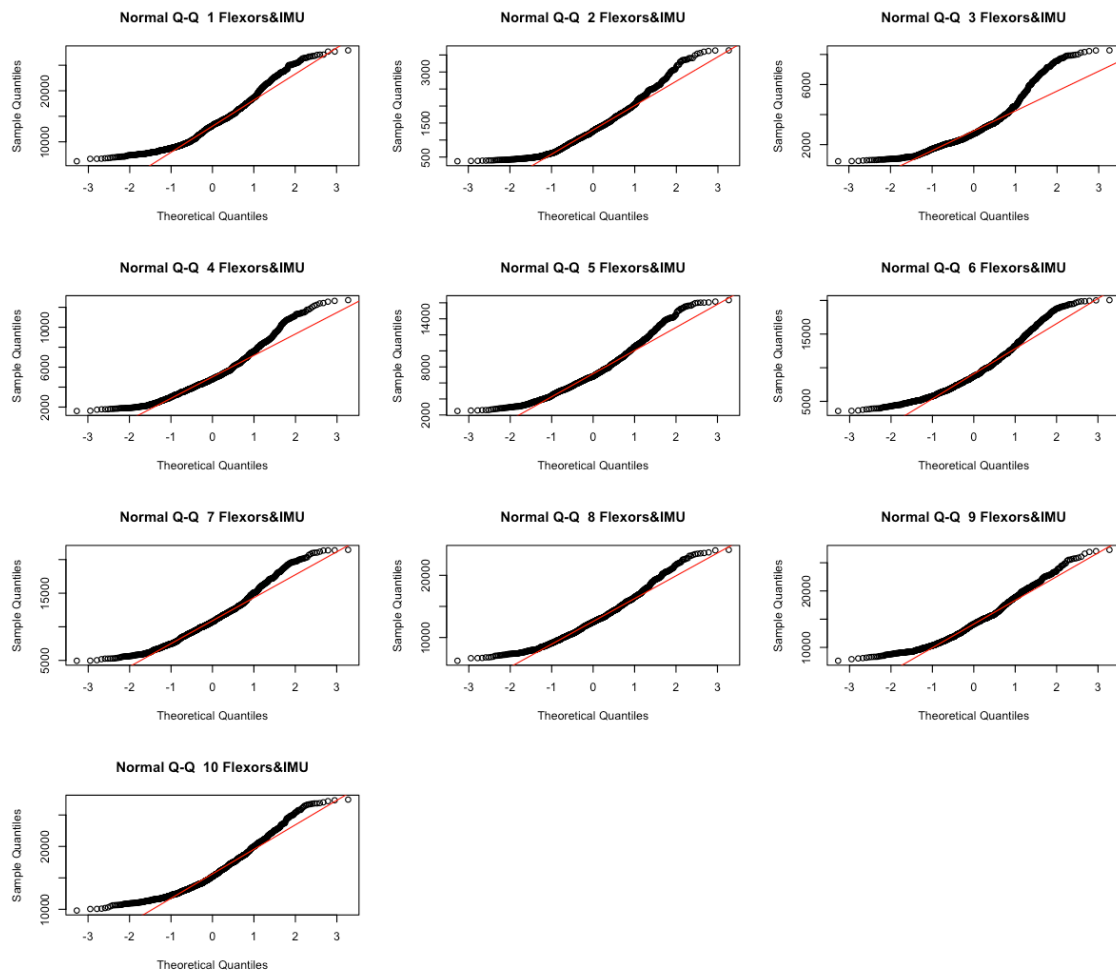 Normal Q-Q  1 Flexors&IMU
Normal Q-Q  2 Flexors&IMU
Normal Q-Q  3 Flexors&IMU
Sample Quantiles
10000 20000
-3 -2 -1 0 1 2 3
Theoretical Quantiles
Sample Quantiles
500 1500 3000
-3 -2 -1 0 1 2 3
Theoretical Quantiles
Sample Quantiles
2000 6000
-3 -2 -1 0 1 2 3
Theoretical Quantiles
Normal Q-Q  4 Flexors&IMU
Normal Q-Q  5 Flexors&IMU
Normal Q-Q  6 Flexors&IMU
Sample Quantiles
2000 6000 10000
-3 -2 -1 0 1 2 3
Theoretical Quantiles
Sample Quantiles
2000 8000 14000
-3 -2 -1 0 1 2 3
Theoretical Quantiles
Sample Quantiles
5000 15000
-3 -2 -1 0 1 2 3
Theoretical Quantiles
Normal Q-Q  7 Flexors&IMU
Normal Q-Q  8 Flexors&IMU
Normal Q-Q  9 Flexors&IMU
Sample Quantiles
5000 15000
-3 -2 -1 0 1 2 3
Theoretical Quantiles
Sample Quantiles
10000 20000
-3 -2 -1 0 1 2 3
Theoretical Quantiles
Sample Quantiles
10000 20000
-3 -2 -1 0 1 2 3
Theoretical Quantiles
Normal Q-Q  10 Flexors&IMU
Sample Quantiles
10000 20000
-3 -2 -1 0 1 2 3
Theoretical Quantiles